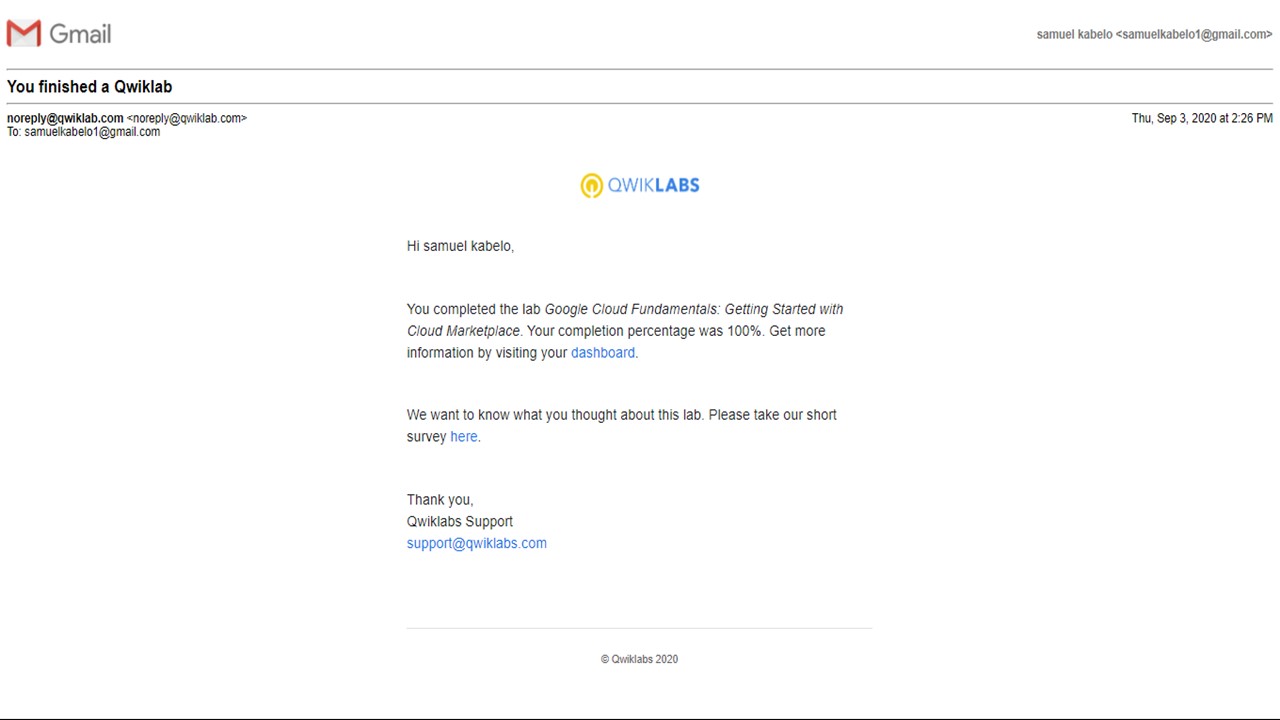 Gmail
samuel kabelo <samuelkabelo1@gmail.com>
You finished a Qwiklab
noreply@qwiklab.com <noreply@qwiklab.com>
Thu, Sep 3, 2020 at 2:26 PM
To: samuelkabelo1@gmail.com
QWIKLABS
Hi samuel kabelo,
You completed the lab Google Cloud Fundamentals: Getting Started with
Cloud Marketplace. Your completion percentage was 100%. Get more
information by visiting your dashboard.
We want to know what you thought about this lab. Please take our short
survey here.
Thank you,
Qwiklabs Support
support@qwiklabs.com
© Qwiklabs 2020